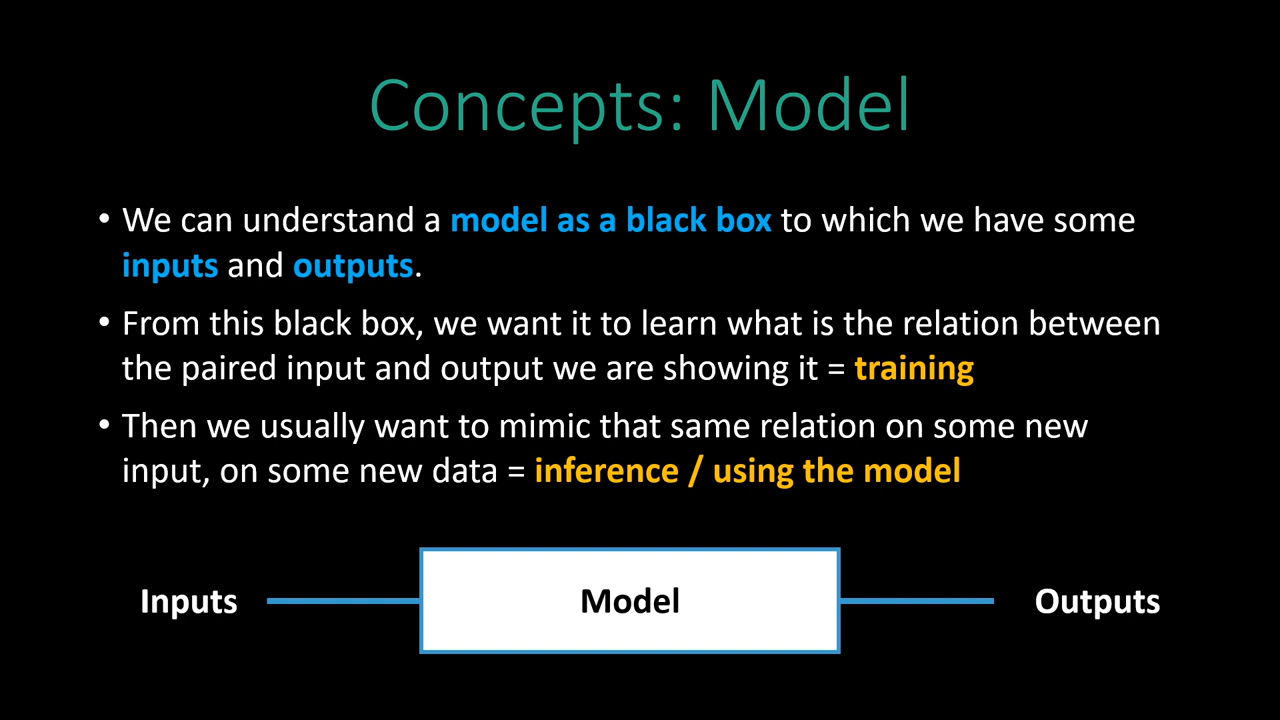 Concepts: Model
• We can understand a model as a black box to which we have some
inputs and outputs.
• From this black box, we want it to learn what is the relation between
the paired input and output we are showing it = training
• Then we usually want to mimic that same relation on some new
input, on some new data = inference / using the model
Inputs
Model
Outputs